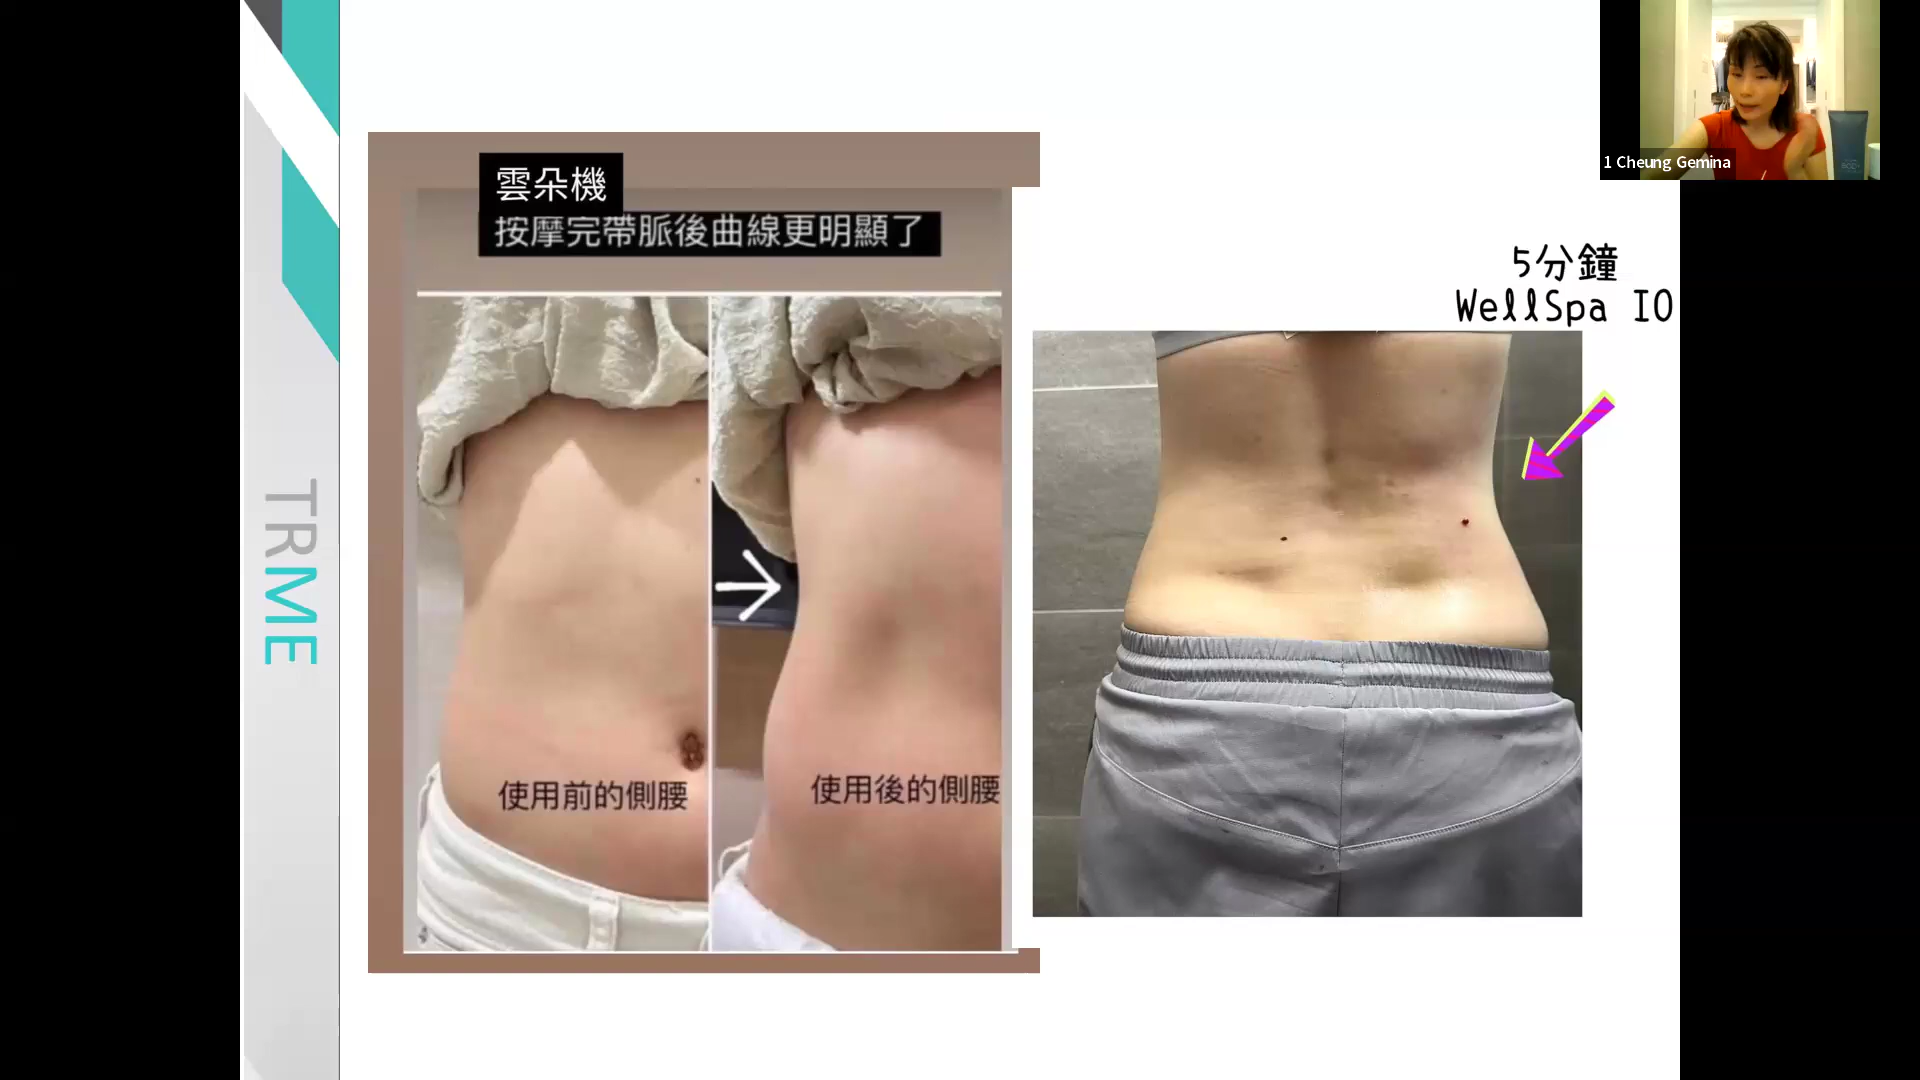 雲朵機
按摩完帶脈後曲線更明顯了
使用前的側腰
使用後的側腰
5分鐘
WellSpa IO
TRME
1 Cheung Gemina